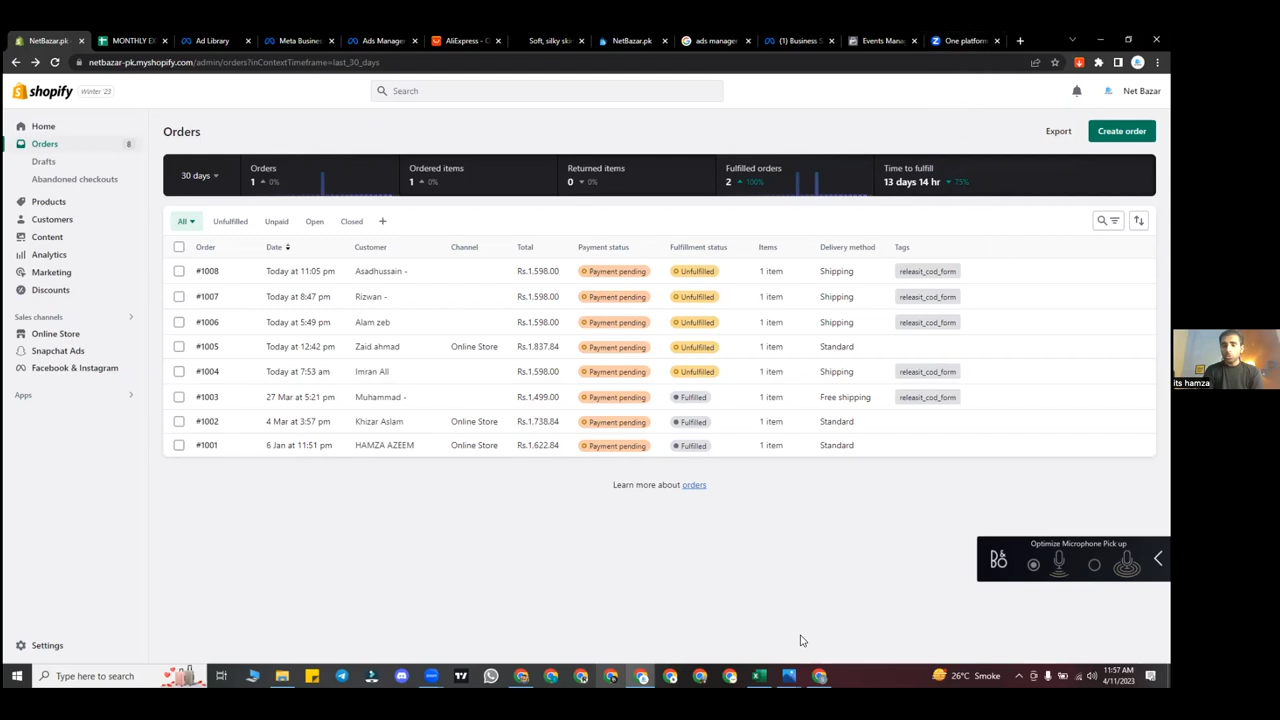 NetBazar.pk
MONTHLY E
Ad Library
Meta Busines
Ads Manager
AliExpress - C
Soft, silky skin
NetBazar.pk
ads manager
(1) Business S
Events Mana
One platform
netbazar-pk.myshopify.com/admin/orders?inContextTimeframe=last_30_days
shopify
Winter '23
Search
Net Bazar
Home
Orders
8
Drafts
Abandoned checkouts
Products
Customers
Content
Analytics
Marketing
Discounts
Sales channels
Online Store
Snapchat Ads
Facebook & Instagram
Apps
Settings
Orders
Export
Create order
30 days
Orders
1 0%
Ordered items
1 0%
Returned items
0 0%
Fulfilled orders
2 100%
Time to fulfill
13 days 14 hr 75%
All
Unfulfilled
Unpaid
Open
Closed
Order Date Customer Channel Total Payment status Fulfillment status Items Delivery method Tags
#1008 Today at 11:05 pm Asadhussain - Rs.1,598.00 Payment pending Unfulfilled 1 item Shipping releasit_cod_form
#1007 Today at 8:47 pm Rizwan - Rs.1,598.00 Payment pending Unfulfilled 1 item Shipping releasit_cod_form
#1006 Today at 5:49 pm Alam zeb Rs.1,598.00 Payment pending Unfulfilled 1 item Shipping releasit_cod_form
#1005 Today at 12:42 pm Zaid ahmad Online Store Rs.1,837.84 Payment pending Unfulfilled 1 item Standard
#1004 Today at 7:53 am Imran All Rs.1,598.00 Payment pending Unfulfilled 1 item Shipping releasit_cod_form
#1003 27 Mar at 5:21 pm Muhammad - Rs.1,499.00 Payment pending Fulfilled 1 item Free shipping releasit_cod_form
#1002 4 Mar at 3:57 pm Khizar Aslam Online Store Rs.1,738.84 Payment pending Fulfilled 1 item Standard
#1001 6 Jan at 11:51 pm HAMZA AZEEM Online Store Rs.1,622.84 Payment pending Fulfilled 1 item Standard
Learn more about orders
Optimize Microphone Pick up
B&O
its hamza
Type here to search
26°C Smoke
11:57 AM
4/11/2023